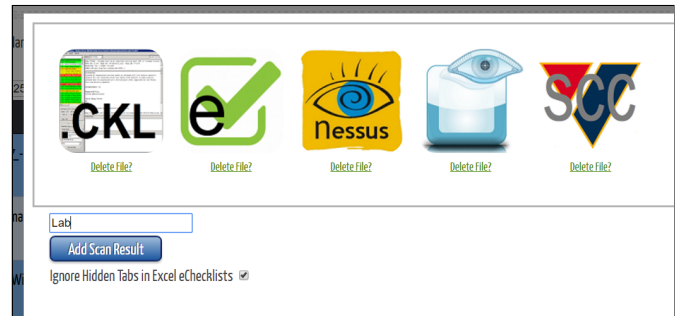 .CKL e Nessus SCC
Delete File? Delete File? Delete File? Delete File? Delete File?
Lab
Add Scan Result
Ignore Hidden Tabs in Excel eChecklists